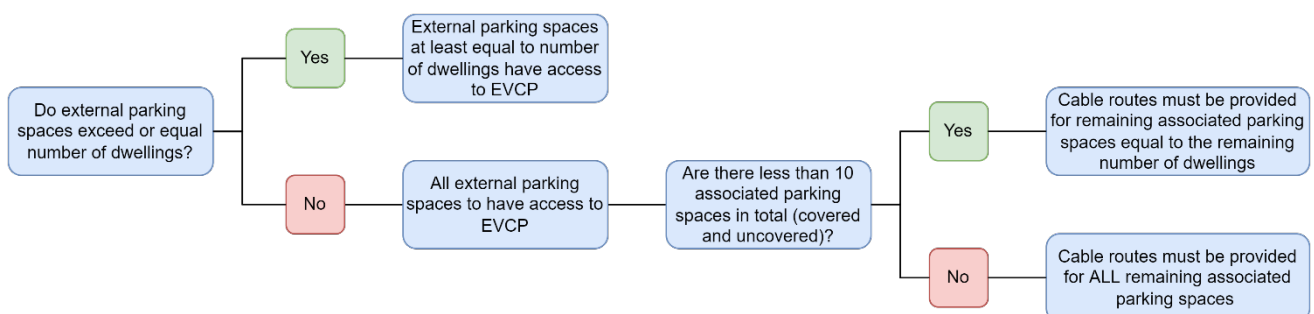 Do external parking
spaces exceed or equal
number of dwellings?
Yes
External parking spaces
at least equal to number
of dwellings have access
to EVCP
No
All external parking
spaces to have access to
EVCP
Are there less than 10
associated parking
spaces in total (covered
and uncovered)?
Yes
Cable routes must be provided
for remaining associated parking
spaces equal to the remaining
number of dwellings
No
Cable routes must be provided
for ALL remaining associated
parking spaces